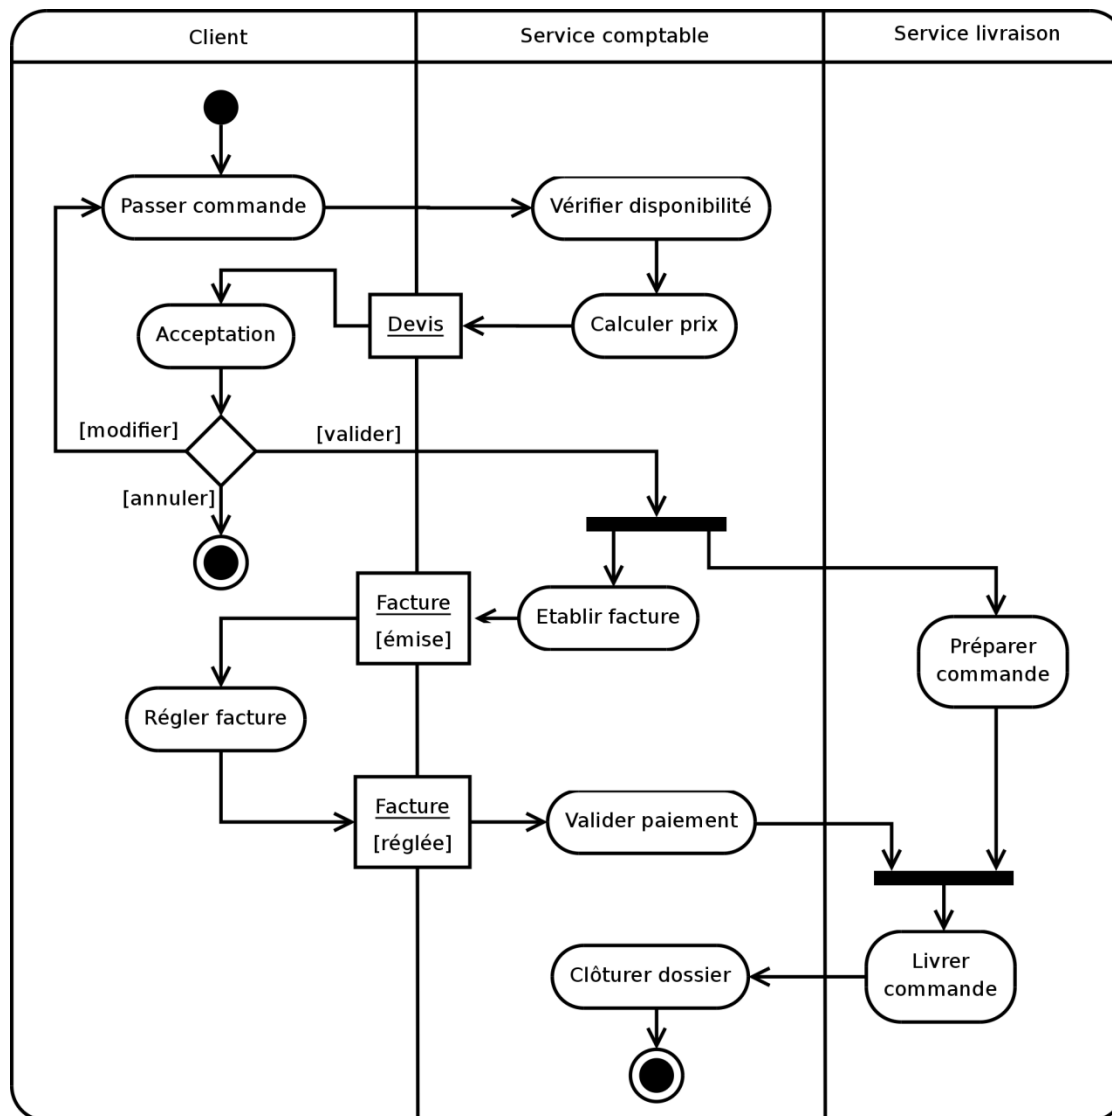 Client
Service comptable
Service livraison
Passer commande
Vérifier disponibilité
Acceptation
Devis
Calculer prix
[modifier]
[valider]
[annuler]
Facture
[émise]
Etablir facture
Préparer
commande
Régler facture
Facture
[réglée]
Valider paiement
Clôturer dossier
Livrer
commande